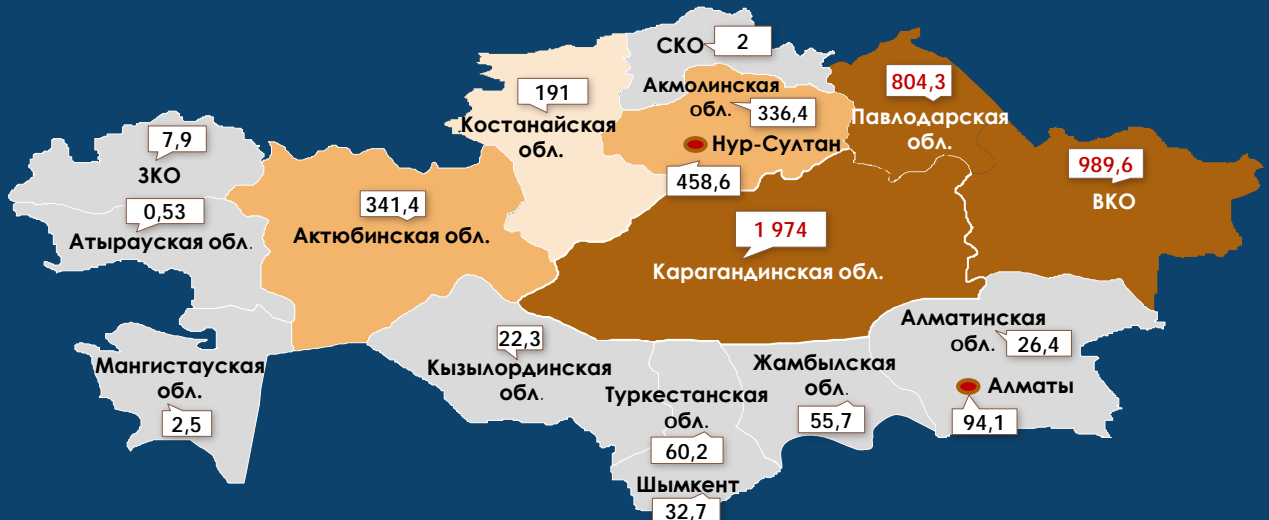 СКО
2
Акмолинская
обл.
336,4
Нур-Султан
458,6
191
Костанайская
обл.
804,3
Павлодарская
обл.
989,6
ВКО
7,9
ЗКО
0,53
Атырауская обл.
341,4
Актюбинская обл.
1 974
Карагандинская обл.
Мангистауская
обл.
2,5
22,3
Кызылординская
обл.
Туркестанская
обл.
60,2
Шымкент
32,7
Жамбылская
обл.
55,7
Алматинская
обл.
26,4
Алматы
94,1